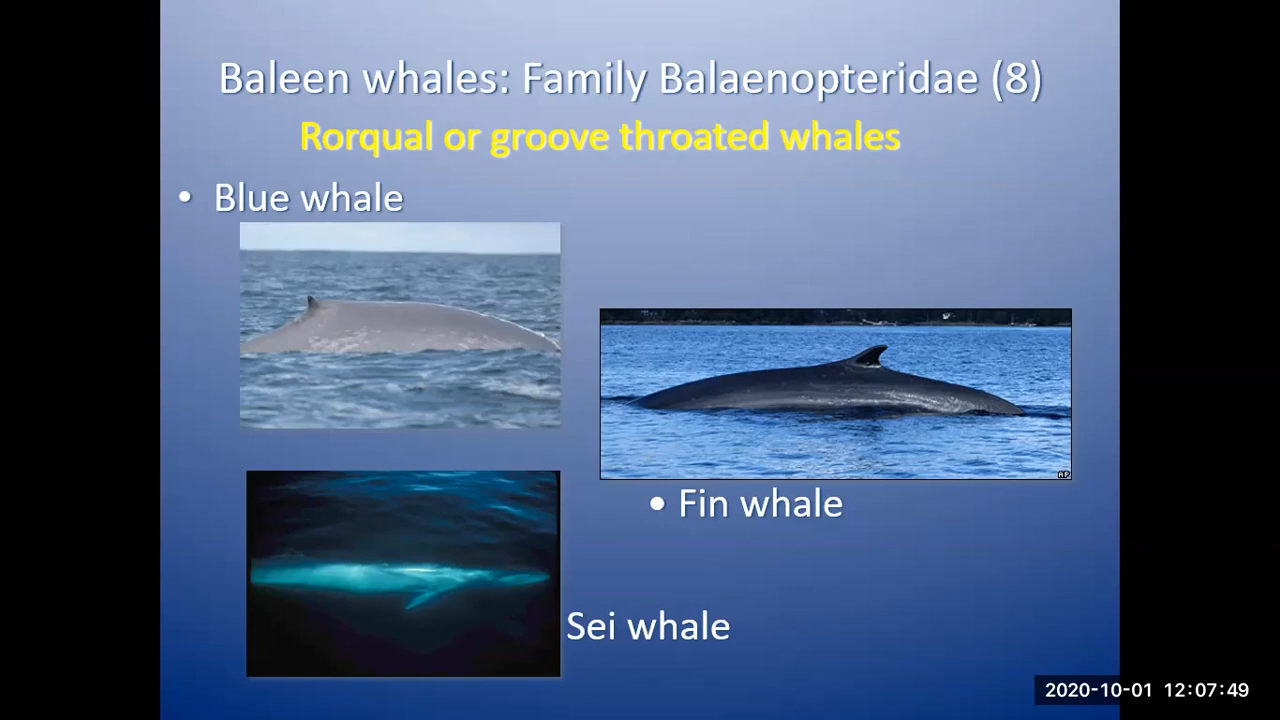 Baleen whales: Family Balaenopteridae (8)
Rorqual or groove throated whales
• Blue whale
AP
• Fin whale
Sei whale
2020-10-01 12:07:49